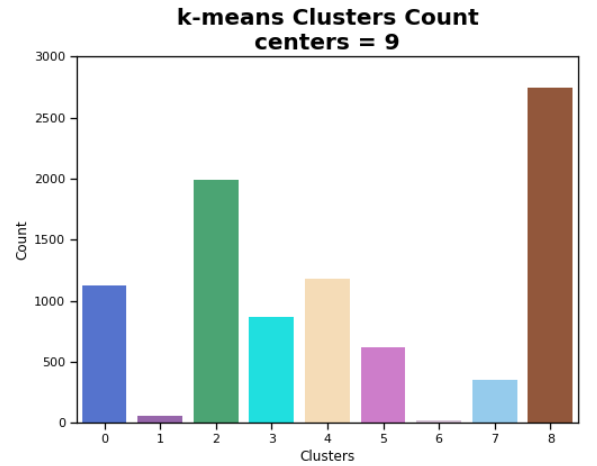 k-means Clusters Count
centers = 9
3000
2500
2000
1500
1000
500
0
Count
0 1 2 3 4 5 6 7 8
Clusters